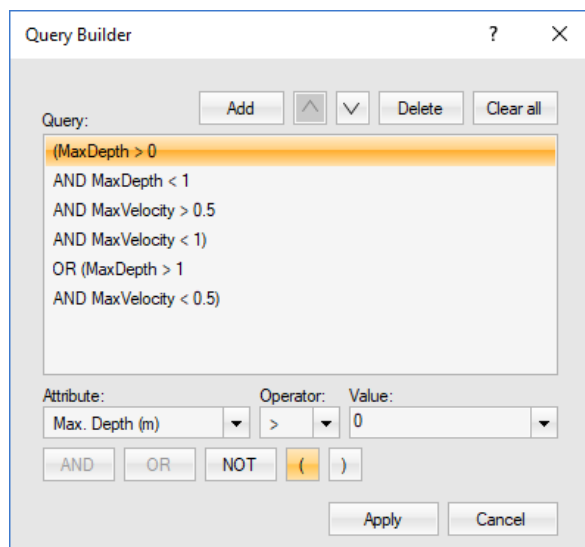 Query Builder ?
Add Delete Clear all
Query:
(MaxDepth > 0
AND MaxDepth < 1
AND MaxVelocity > 0.5
AND MaxVelocity < 1)
OR (MaxDepth > 1
AND MaxVelocity < 0.5)
Attribute: Operator: Value:
Max. Depth (m) > 0
AND OR NOT ( )
Apply Cancel